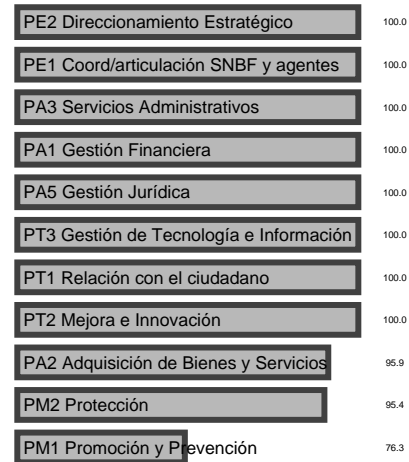 PE2 Direccionamiento Estratégico 100.0
PE1 Coord/articulación SNBF y agentes 100.0
PA3 Servicios Administrativos 100.0
PA1 Gestión Financiera 100.0
PA5 Gestión Jurídica 100.0
PT3 Gestión de Tecnología e Información 100.0
PT1 Relación con el ciudadano 100.0
PT2 Mejora e Innovación 100.0
PA2 Adquisición de Bienes y Servicios 95.9
PM2 Protección 95.4
PM1 Promoción y Prevención 76.3